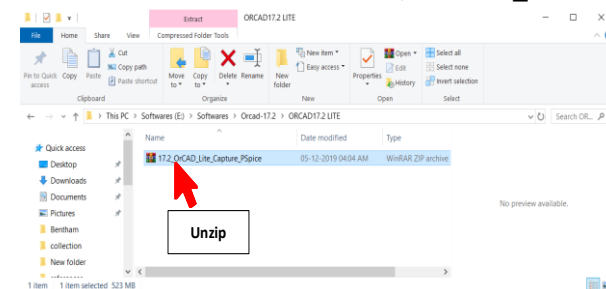 Extract ORCAD17.2 LITE
File Home Share View Compressed Folder Tools
Pin to Quick access
Copy
Paste
Cut
Copy path
Paste shortcut
Clipboard
Move to
Copy to
Delete
Rename
Organize
New folder
New item
Easy access
New
Properties
Open
Edit
History
Open
Select all
Select none
Invert selection
Select
This PC > Softwares (E:) > Softwares > Orcad-17.2 > ORCAD17.2 LITE
Search OR...
Quick access
Desktop
Downloads
Documents
Pictures
Bentham
collection
New folder
Name Date modified Type
17.2_OrCAD_Lite_Capture_PSpice 05-12-2019 04:04 AM WinRAR ZIP archive
Unzip
No preview available.
1 item 1 item selected 523 MB